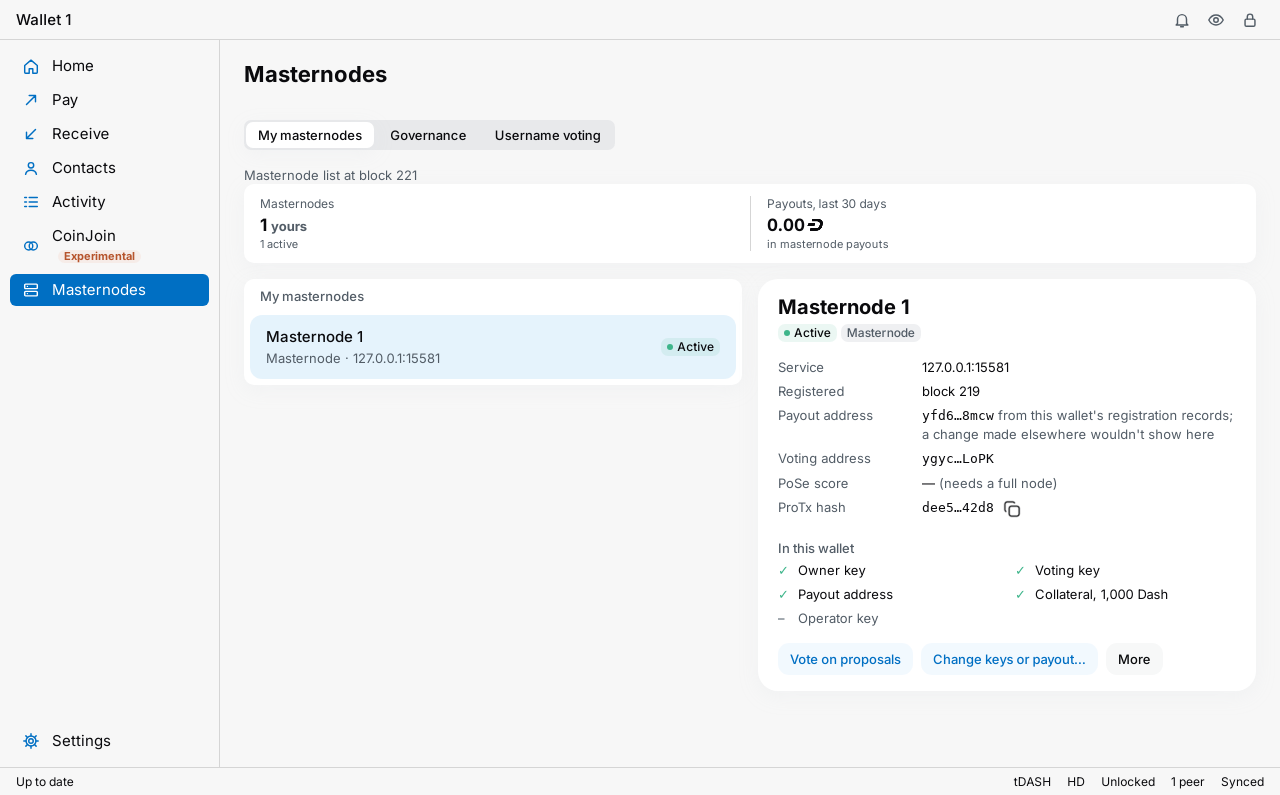 Wallet 1
Home
Pay
Receive
Contacts
Activity
CoinJoin
Experimental
Masternodes
Settings
Masternodes
My masternodes
Governance
Username voting
Masternode list at block 221
Masternodes
1 yours
1 active
Payouts, last 30 days
0.00
in masternode payouts
My masternodes
Masternode 1
Masternode · 127.0.0.1:15581
Active
Masternode 1
Active
Masternode
Service 127.0.0.1:15581
Registered block 219
Payout address yfd6…8mcw from this wallet's registration records;
a change made elsewhere wouldn't show here
Voting address ygyc…LoPK
PoSe score — (needs a full node)
ProTx hash dee5…42d8
In this wallet
✓ Owner key ✓ Voting key
✓ Payout address ✓ Collateral, 1,000 Dash
– Operator key
Vote on proposals
Change keys or payout…
More
Up to date
tDASH HD Unlocked 1 peer Synced